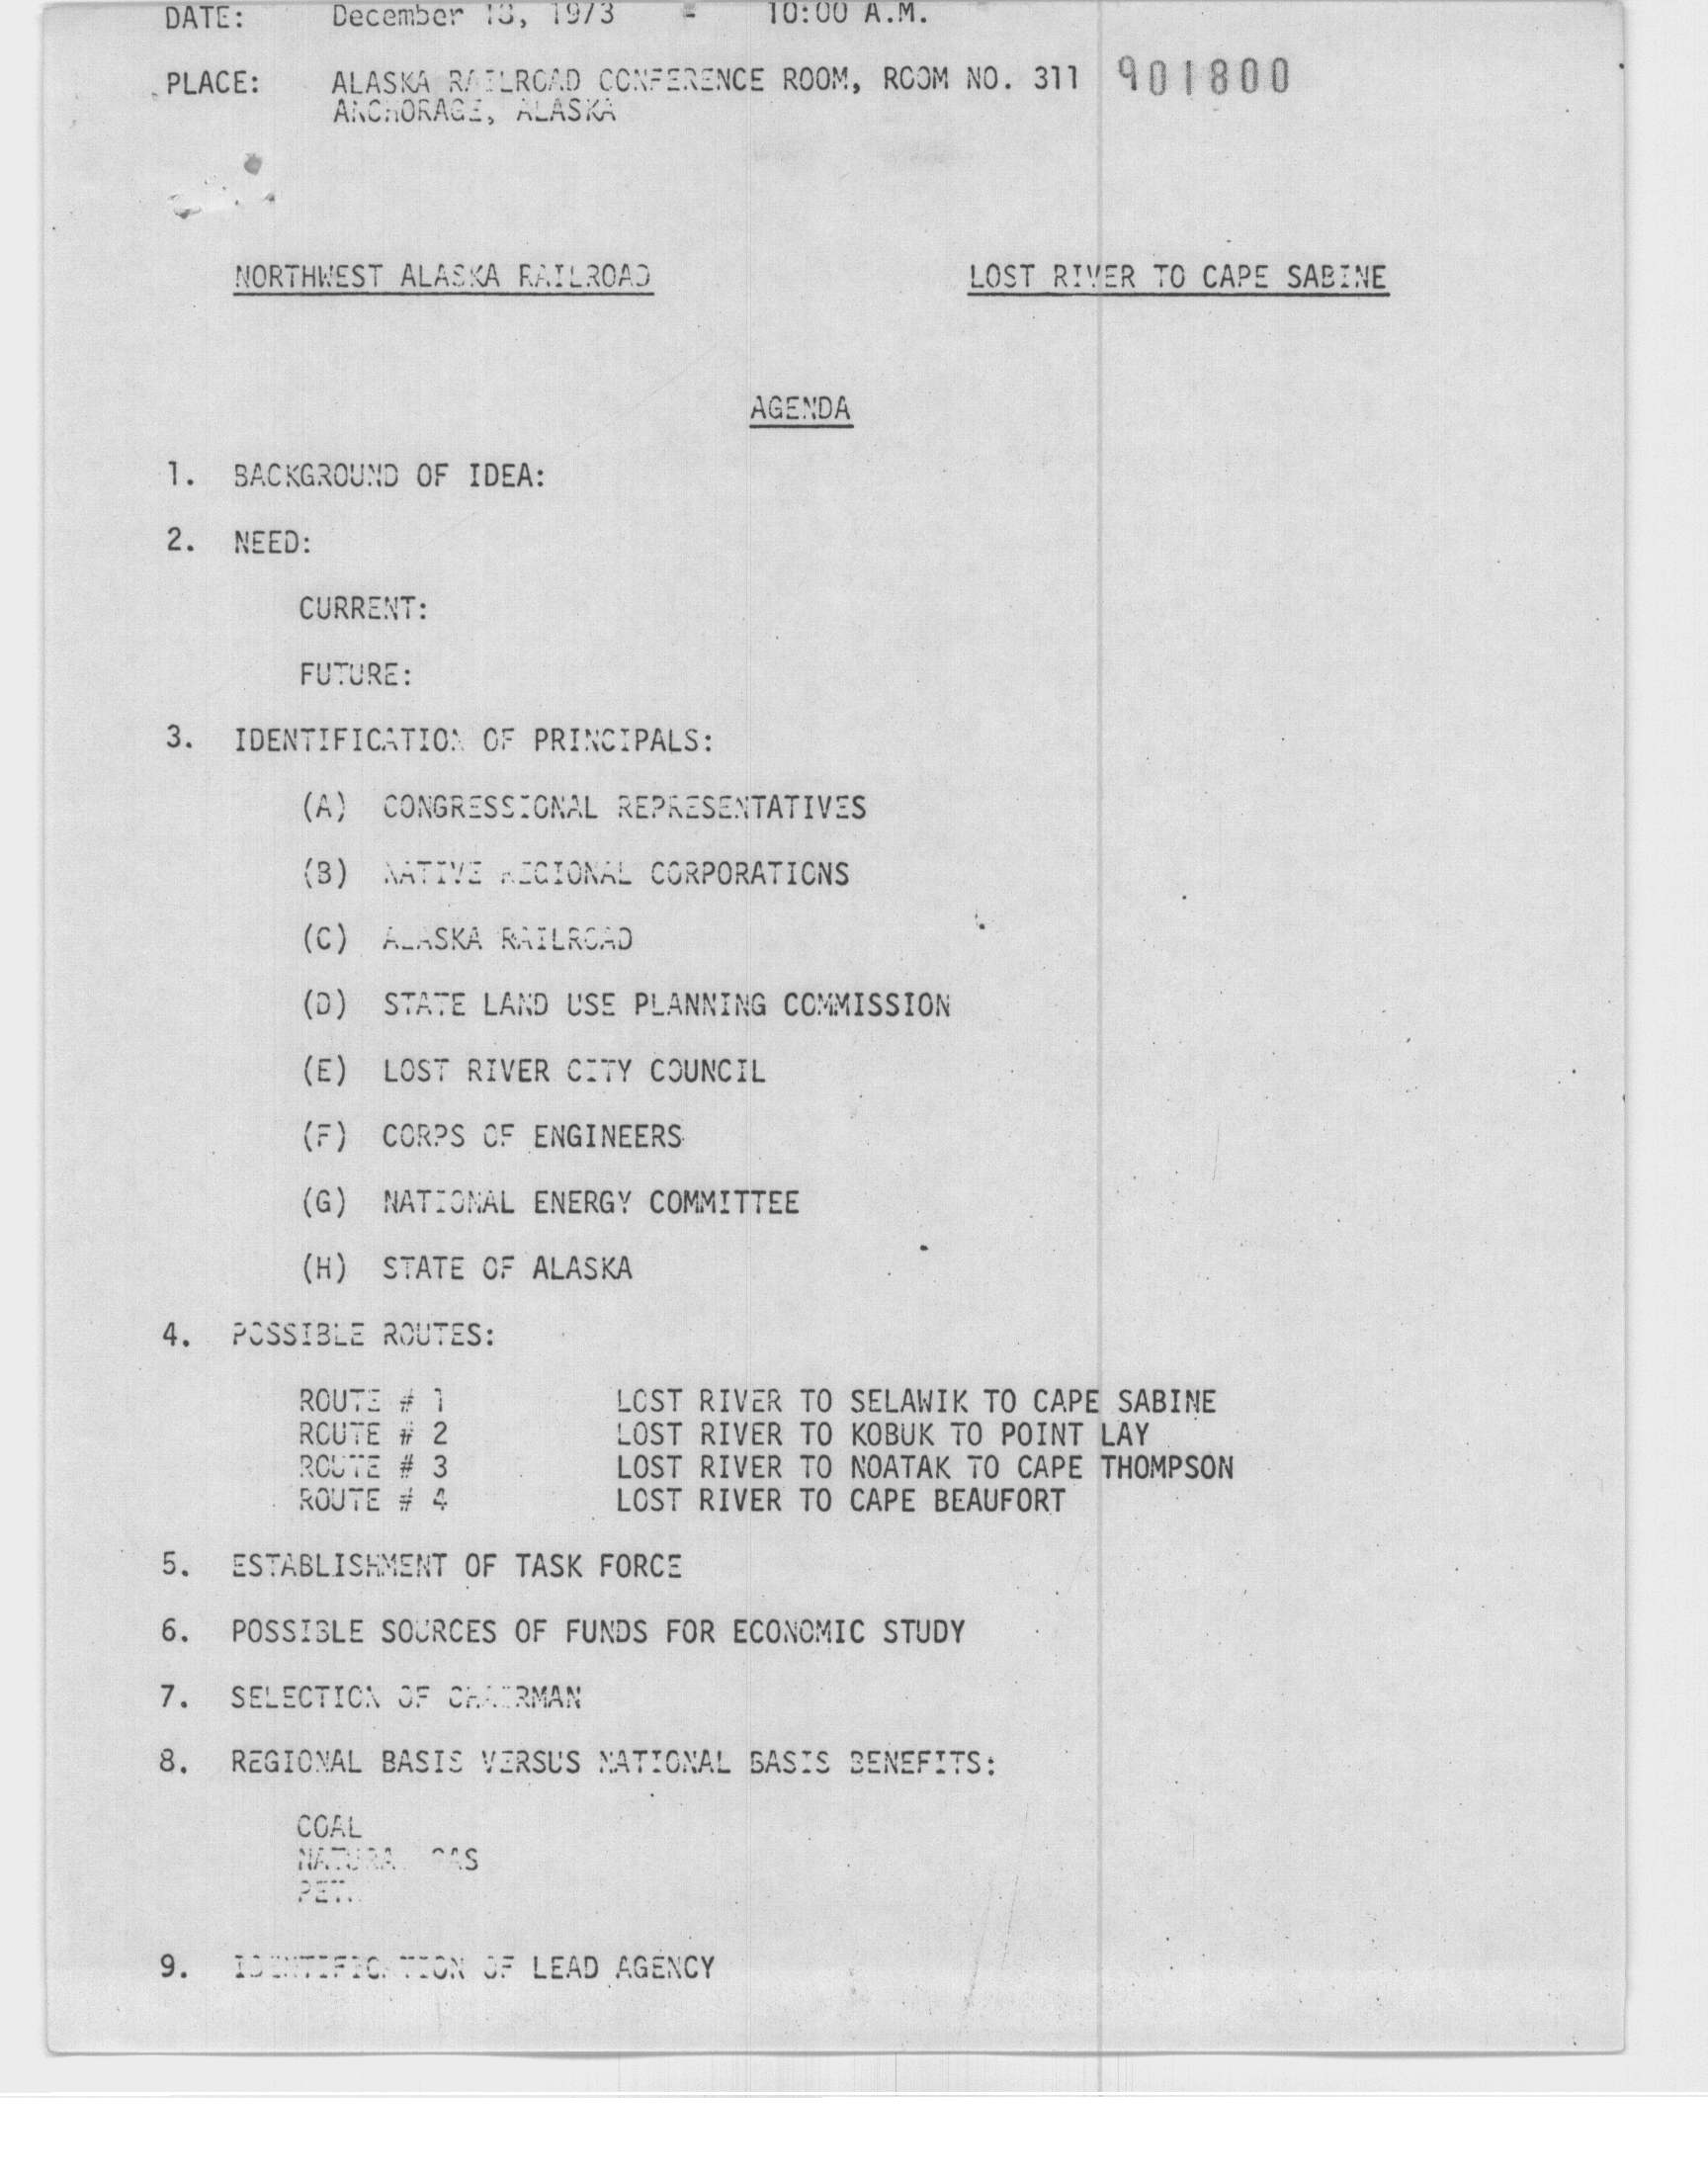 DATE: December 1973 - 10:00 A.M.
PLACE: ALASKA RAILROAD CONFERENCE ROOM, ROOM NO. 311 901800
ANCHORAGE, ALASKA
NORTHWEST ALASKA RAILROAD LOST RIVER TO CAPE SABINE
AGENDA
1. BACKGROUND OF IDEA:
2. NEED:
CURRENT:
FUTURE:
3. IDENTIFICATION OF PRINCIPALS:
(A) CONGRESSIONAL REPRESENTATIVES
(B) NATIVE REGIONAL CORPORATIONS
(C) ALASKA RAILROAD
(D) STATE LAND USE PLANNING COMMISSION
(E) LOST RIVER CITY COUNCIL
(F) CORPS OF ENGINEERS
(G) NATIONAL ENERGY COMMITTEE
(H) STATE OF ALASKA
4. POSSIBLE ROUTES:
ROUTE # 1 LOST RIVER TO SELAWIK TO CAPE SABINE
ROUTE # 2 LOST RIVER TO KOBUK TO POINT LAY
ROUTE # 3 LOST RIVER TO NOATAK TO CAPE THOMPSON
ROUTE # 4 LOST RIVER TO CAPE BEAUFORT
5. ESTABLISHMENT OF TASK FORCE
6. POSSIBLE SOURCES OF FUNDS FOR ECONOMIC STUDY
7. SELECTION OF CHAIRMAN
8. REGIONAL BASIS VERSUS NATIONAL BASIS BENEFITS:
COAL
NATURAL GAS
9. IDENTIFICATION OF LEAD AGENCY